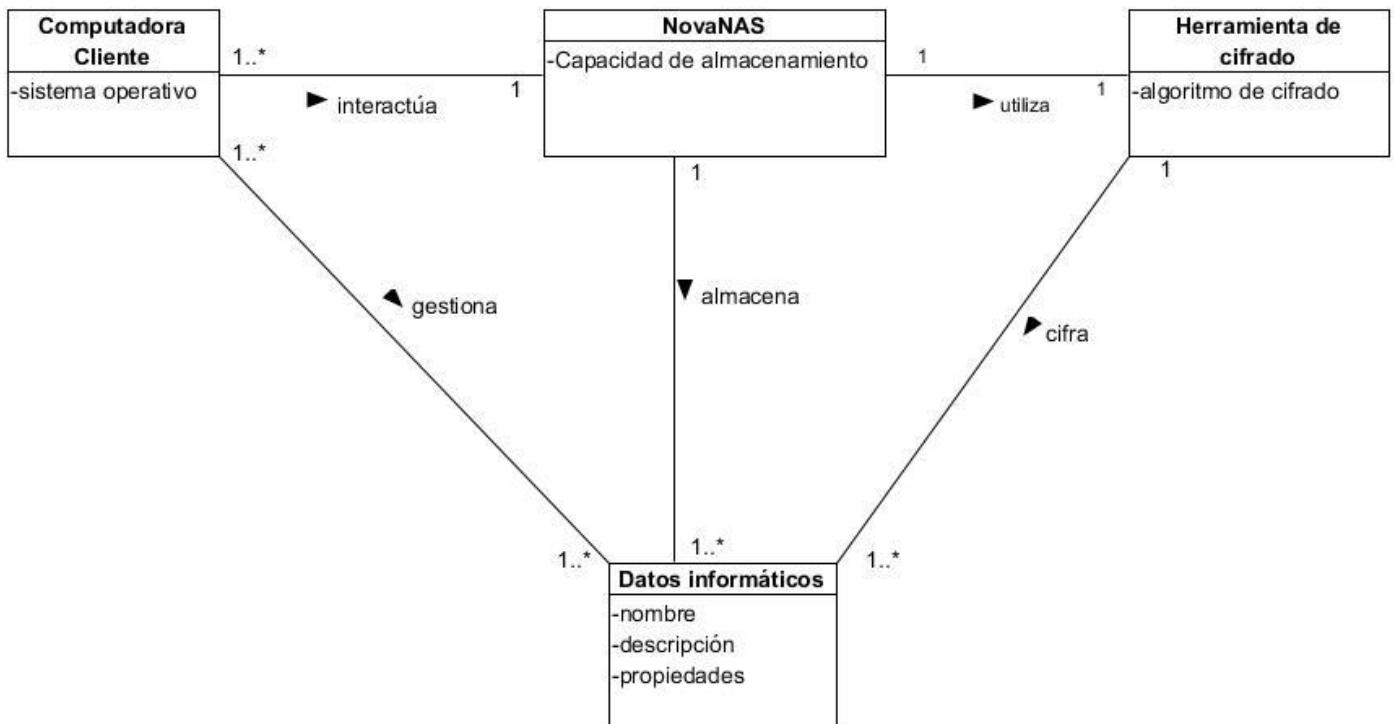 Computadora
Cliente
-sistema operativo
1..*
1
interactúa
NovaNAS
-Capacidad de almacenamiento
1
1
utiliza
Herramienta de
cifrado
-algoritmo de cifrado
1..*
1
1
gestiona
almacena
cifra
1..*
1..*
1..*
Datos informáticos
-nombre
-descripción
-propiedades